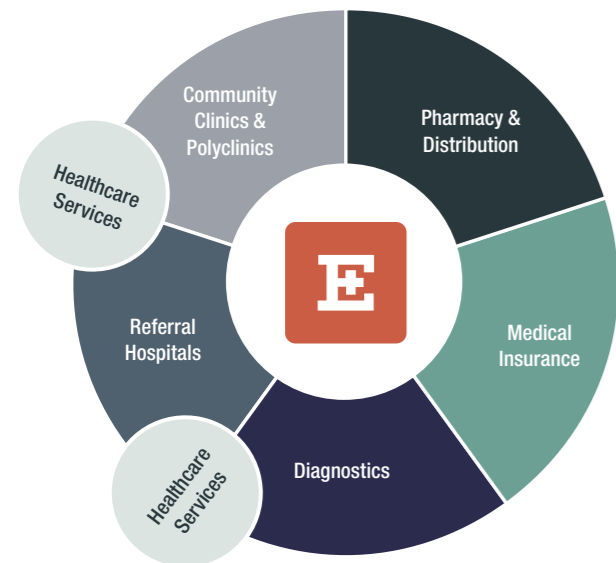 Community
Clinics &
Polyclinics
Pharmacy &
Distribution
Healthcare
Services
E
Referral
Hospitals
Medical
Insurance
Diagnostics
Healthcare
Services